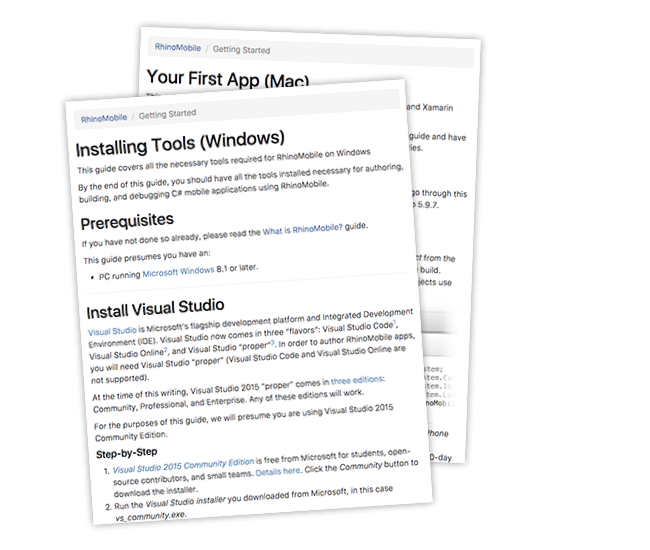 RhinoMobile / Getting Started
Your First App (Mac)
and Xamarin
guide and have
go through this
5.9.7.
from the
build.
jects use
stem;
Phone
0-day
RhinoMobile / Getting Started
Installing Tools (Windows)
This guide covers all the necessary tools required for RhinoMobile on Windows
By the end of this guide, you should have all the tools installed necessary for authoring,
building, and debugging C# mobile applications using RhinoMobile.
Prerequisites
If you have not done so already, please read the What is RhinoMobile? guide.
This guide presumes you have an:
• PC running Microsoft Windows 8.1 or later.
Install Visual Studio
Visual Studio is Microsoft's flagship development platform and Integrated Development
Environment (IDE). Visual Studio now comes in three "flavors": Visual Studio Code1,
Visual Studio Online2, and Visual Studio "proper"3. In order to author RhinoMobile apps,
you will need Visual Studio "proper" (Visual Studio Code and Visual Studio Online are
not supported).
At the time of this writing, Visual Studio 2015 "proper" comes in three editions:
Community, Professional, and Enterprise. Any of these editions will work.
For the purposes of this guide, we will presume you are using Visual Studio 2015
Community Edition.
Step-by-Step
1. Visual Studio 2015 Community Edition is free from Microsoft for students, open-
source contributors, and small teams. Details here. Click the Community button to
download the installer.
2. Run the Visual Studio installer you downloaded from Microsoft, in this case
vs_community.exe.